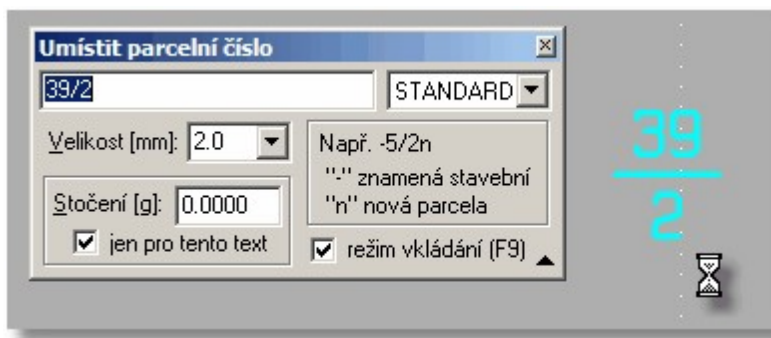 Umístit parcelní číslo
39/2
STANDARD
Velikost [mm]: 2.0
Např. -5/2n
"-" znamená stavební
"n" nová parcela
Stočení [g]: 0.0000
jen pro tento text
režim vkládání (F9)
39
2